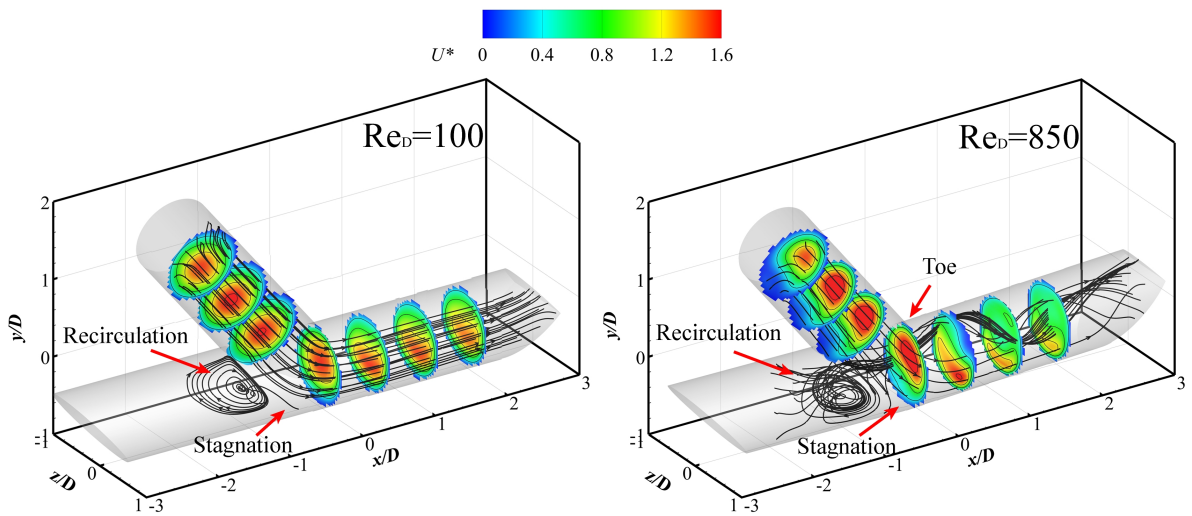 U* 0 0.4 0.8 1.2 1.6
Re_D=100
2
1
0
-1
y/D
Recirculation
Stagnation
-1
0
1
z/D
-3
-2
-1
0
1
2
3
x/D
Re_D=850
2
1
0
-1
y/D
Toe
Recirculation
Stagnation
-1
0
1
z/D
-3
-2
-1
0
1
2
3
x/D